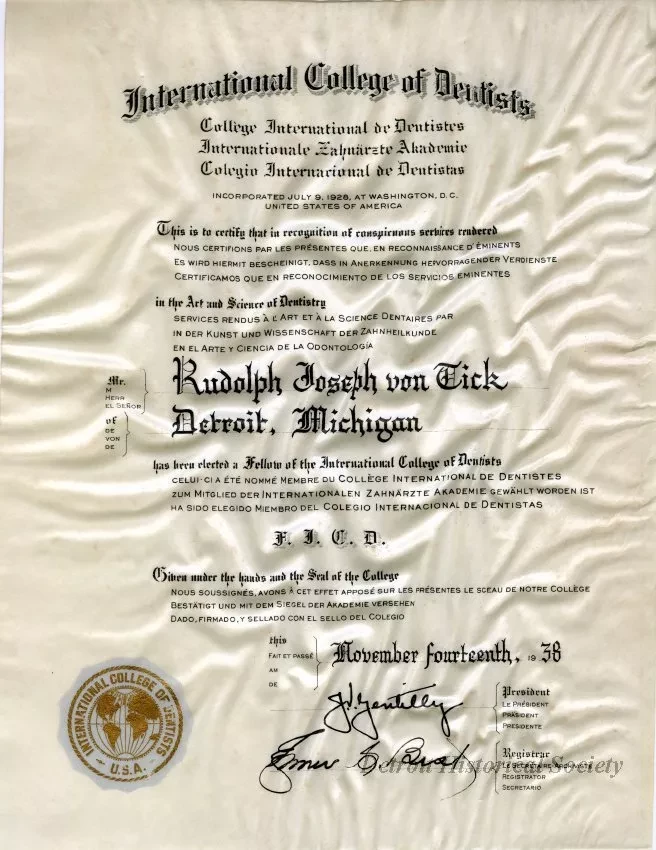 International College of Dentists
College International de Dentistes
Internationale Zahnärzte Akademie
Colegio Internacional de Dentistas
INCORPORATED JULY 9, 1928, AT WASHINGTON, D.C.
UNITED STATES OF AMERICA
This is to certify that in recognition of conspicuous services rendered
NOUS CERTIFIONS PAR LES PRÉSENTES QUE, EN RECONNAISSANCE D'ÉMINENTS
ES WIRD HIERMIT BESCHEINIGT, DASS IN ANERKENNUNG HERVORRAGENDER VERDIENSTE
CERTIFICAMOS QUE EN RECONOCIMIENTO DE LOS SERVICIOS EMINENTES
in the Art and Science of Dentistry
SERVICES RENDUS À L'ART ET À LA SCIENCE DENTAIRES PAR
IN DER KUNST UND WISSENSCHAFT DER ZAHNHEILKUNDE
EN EL ARTE Y CIENCIA DE LA ODONTOLOGÍA
Mr.
M
HERR
EL SEÑOR
Rudolph Joseph von Tick
of
DE
VON
DE
Detroit, Michigan
has been elected a Fellow of the International College of Dentists
CELUI-CI A ÉTÉ NOMMÉ MEMBRE DU COLLÈGE INTERNATIONAL DE DENTISTES
ZUM MITGLIED DER INTERNATIONALEN ZAHNÄRZTE AKADEMIE GEWÄHLT WORDEN IST
HA SIDO ELEGIDO MIEMBRO DEL COLEGIO INTERNACIONAL DE DENTISTAS
F. I. C. D.
Given under the hands and the Seal of the College
NOUS SOUSSIGNÉS, AVONS À CET EFFET APPOSÉ SUR LES PRÉSENTES LE SCEAU DE NOTRE COLLÈGE
BESTÄTIGT UND MIT DEM SIEGEL DER AKADEMIE VERSEHEN
DADO, FIRMADO, Y SELLADO CON EL SELLO DEL COLEGIO
this
FAIT ET PASSÉ
AM
DE
November fourteenth, 1938
President
LE PRÉSIDENT
PRÄSIDENT
PRESIDENTE
Registrar
LE SECRÉTAIRE-ARCHIVISTE
REGISTRATOR
SECRETARIO
INTERNATIONAL COLLEGE OF DENTISTS
U.S.A.
Detroit Historical Society